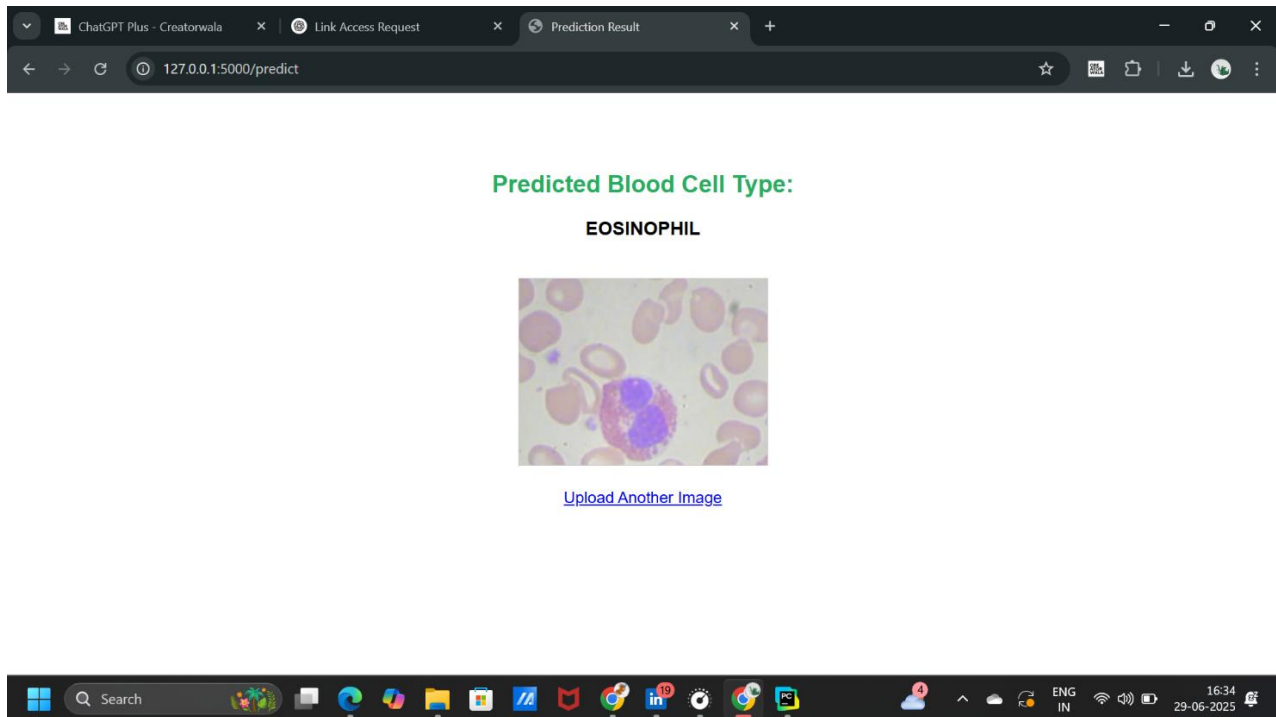 ChatGPT Plus - Creatorwala
Link Access Request
Prediction Result
127.0.0.1:5000/predict
Predicted Blood Cell Type:
EOSINOPHIL
Upload Another Image
Search
19
PC
4
ENG
IN
16:34
29-06-2025